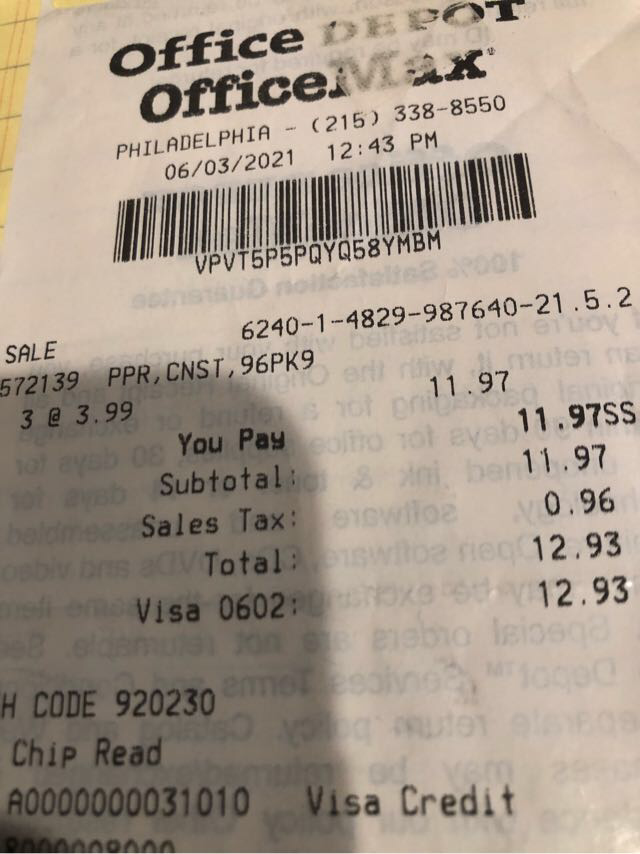 Office DEPOT
OfficeMax
PHILADELPHIA - (215) 338-8550
06/03/2021 12:43 PM
VPVT5P5PQYQ58YMBM
6240-1-4829-987640-21.5.2
SALE
572139 PPR,CNST,96PK9
3 @ 3.99 11.97
You Pay 11.97SS
Subtotal: 11.97
Sales Tax: 0.96
Total: 12.93
Visa 0602: 12.93
H CODE 920230
Chip Read
A0000000031010 Visa Credit
8000008000